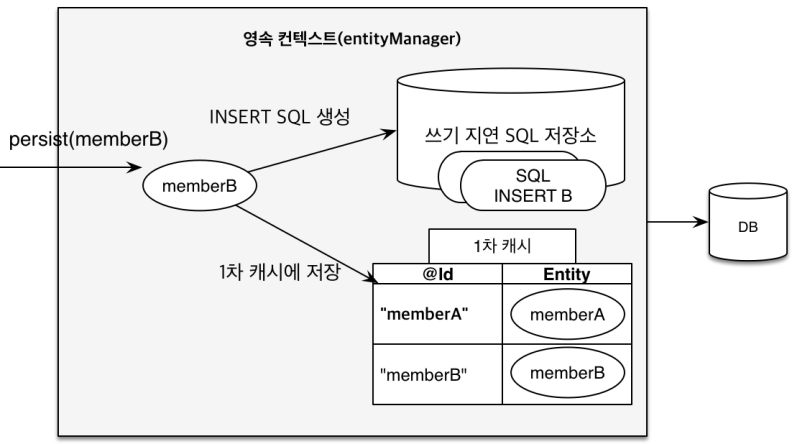 영속 컨텍스트(entityManager)
persist(memberB)
INSERT SQL 생성
쓰기 지연 SQL 저장소
memberB
SQL
INSERT B
DB
1차 캐시에 저장
1차 캐시
@Id Entity
"memberA" memberA
"memberB" memberB